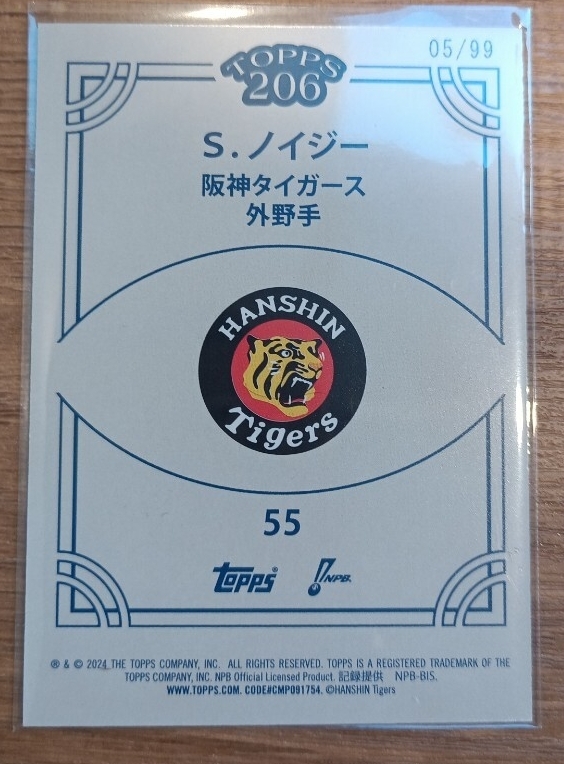 05/99
TOPPS
206
S.ノイジー
阪神タイガース
外野手
HANSHIN
Tigers
55
topps®
NPB®
® & © 2024 THE TOPPS COMPANY, INC. ALL RIGHTS RESERVED. TOPPS IS A REGISTERED TRADEMARK OF THE
TOPPS COMPANY, INC. NPB Official Licensed Product. 記録提供 NPB-BIS.
WWW.TOPPS.COM. CODE#CMP091754. ©HANSHIN Tigers